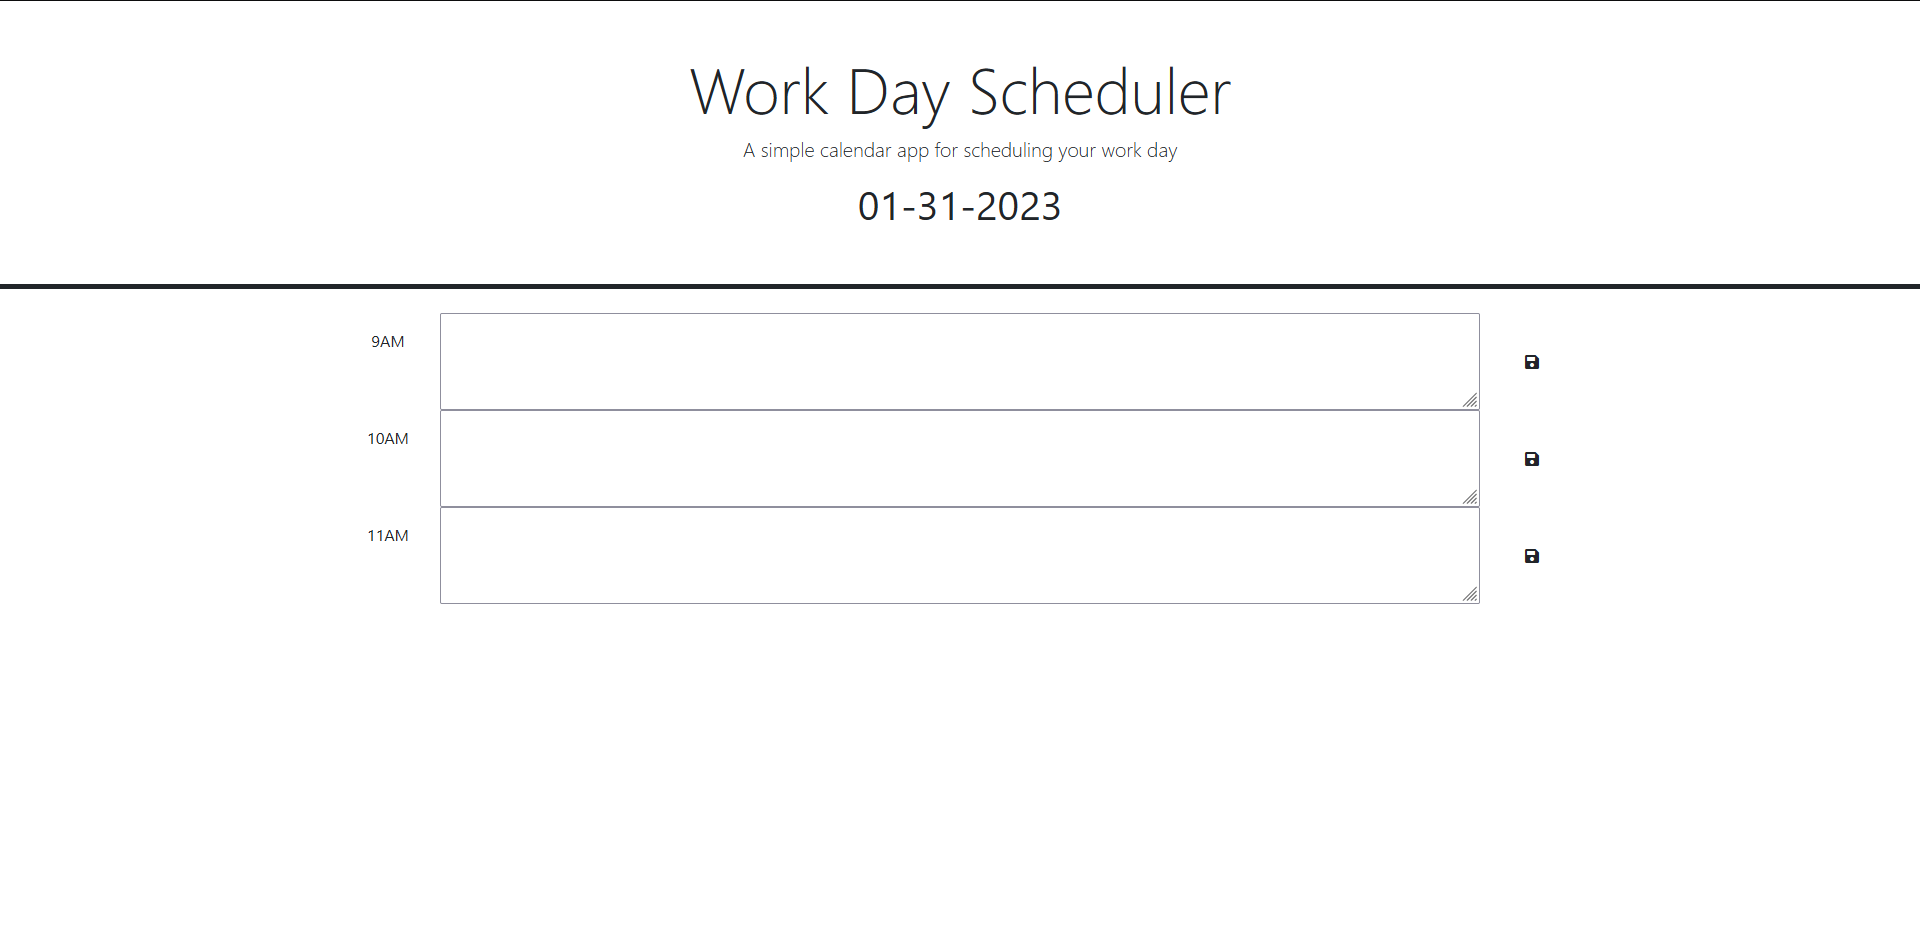 Work Day Scheduler
A simple calendar app for scheduling your work day
01-31-2023
9AM
10AM
11AM